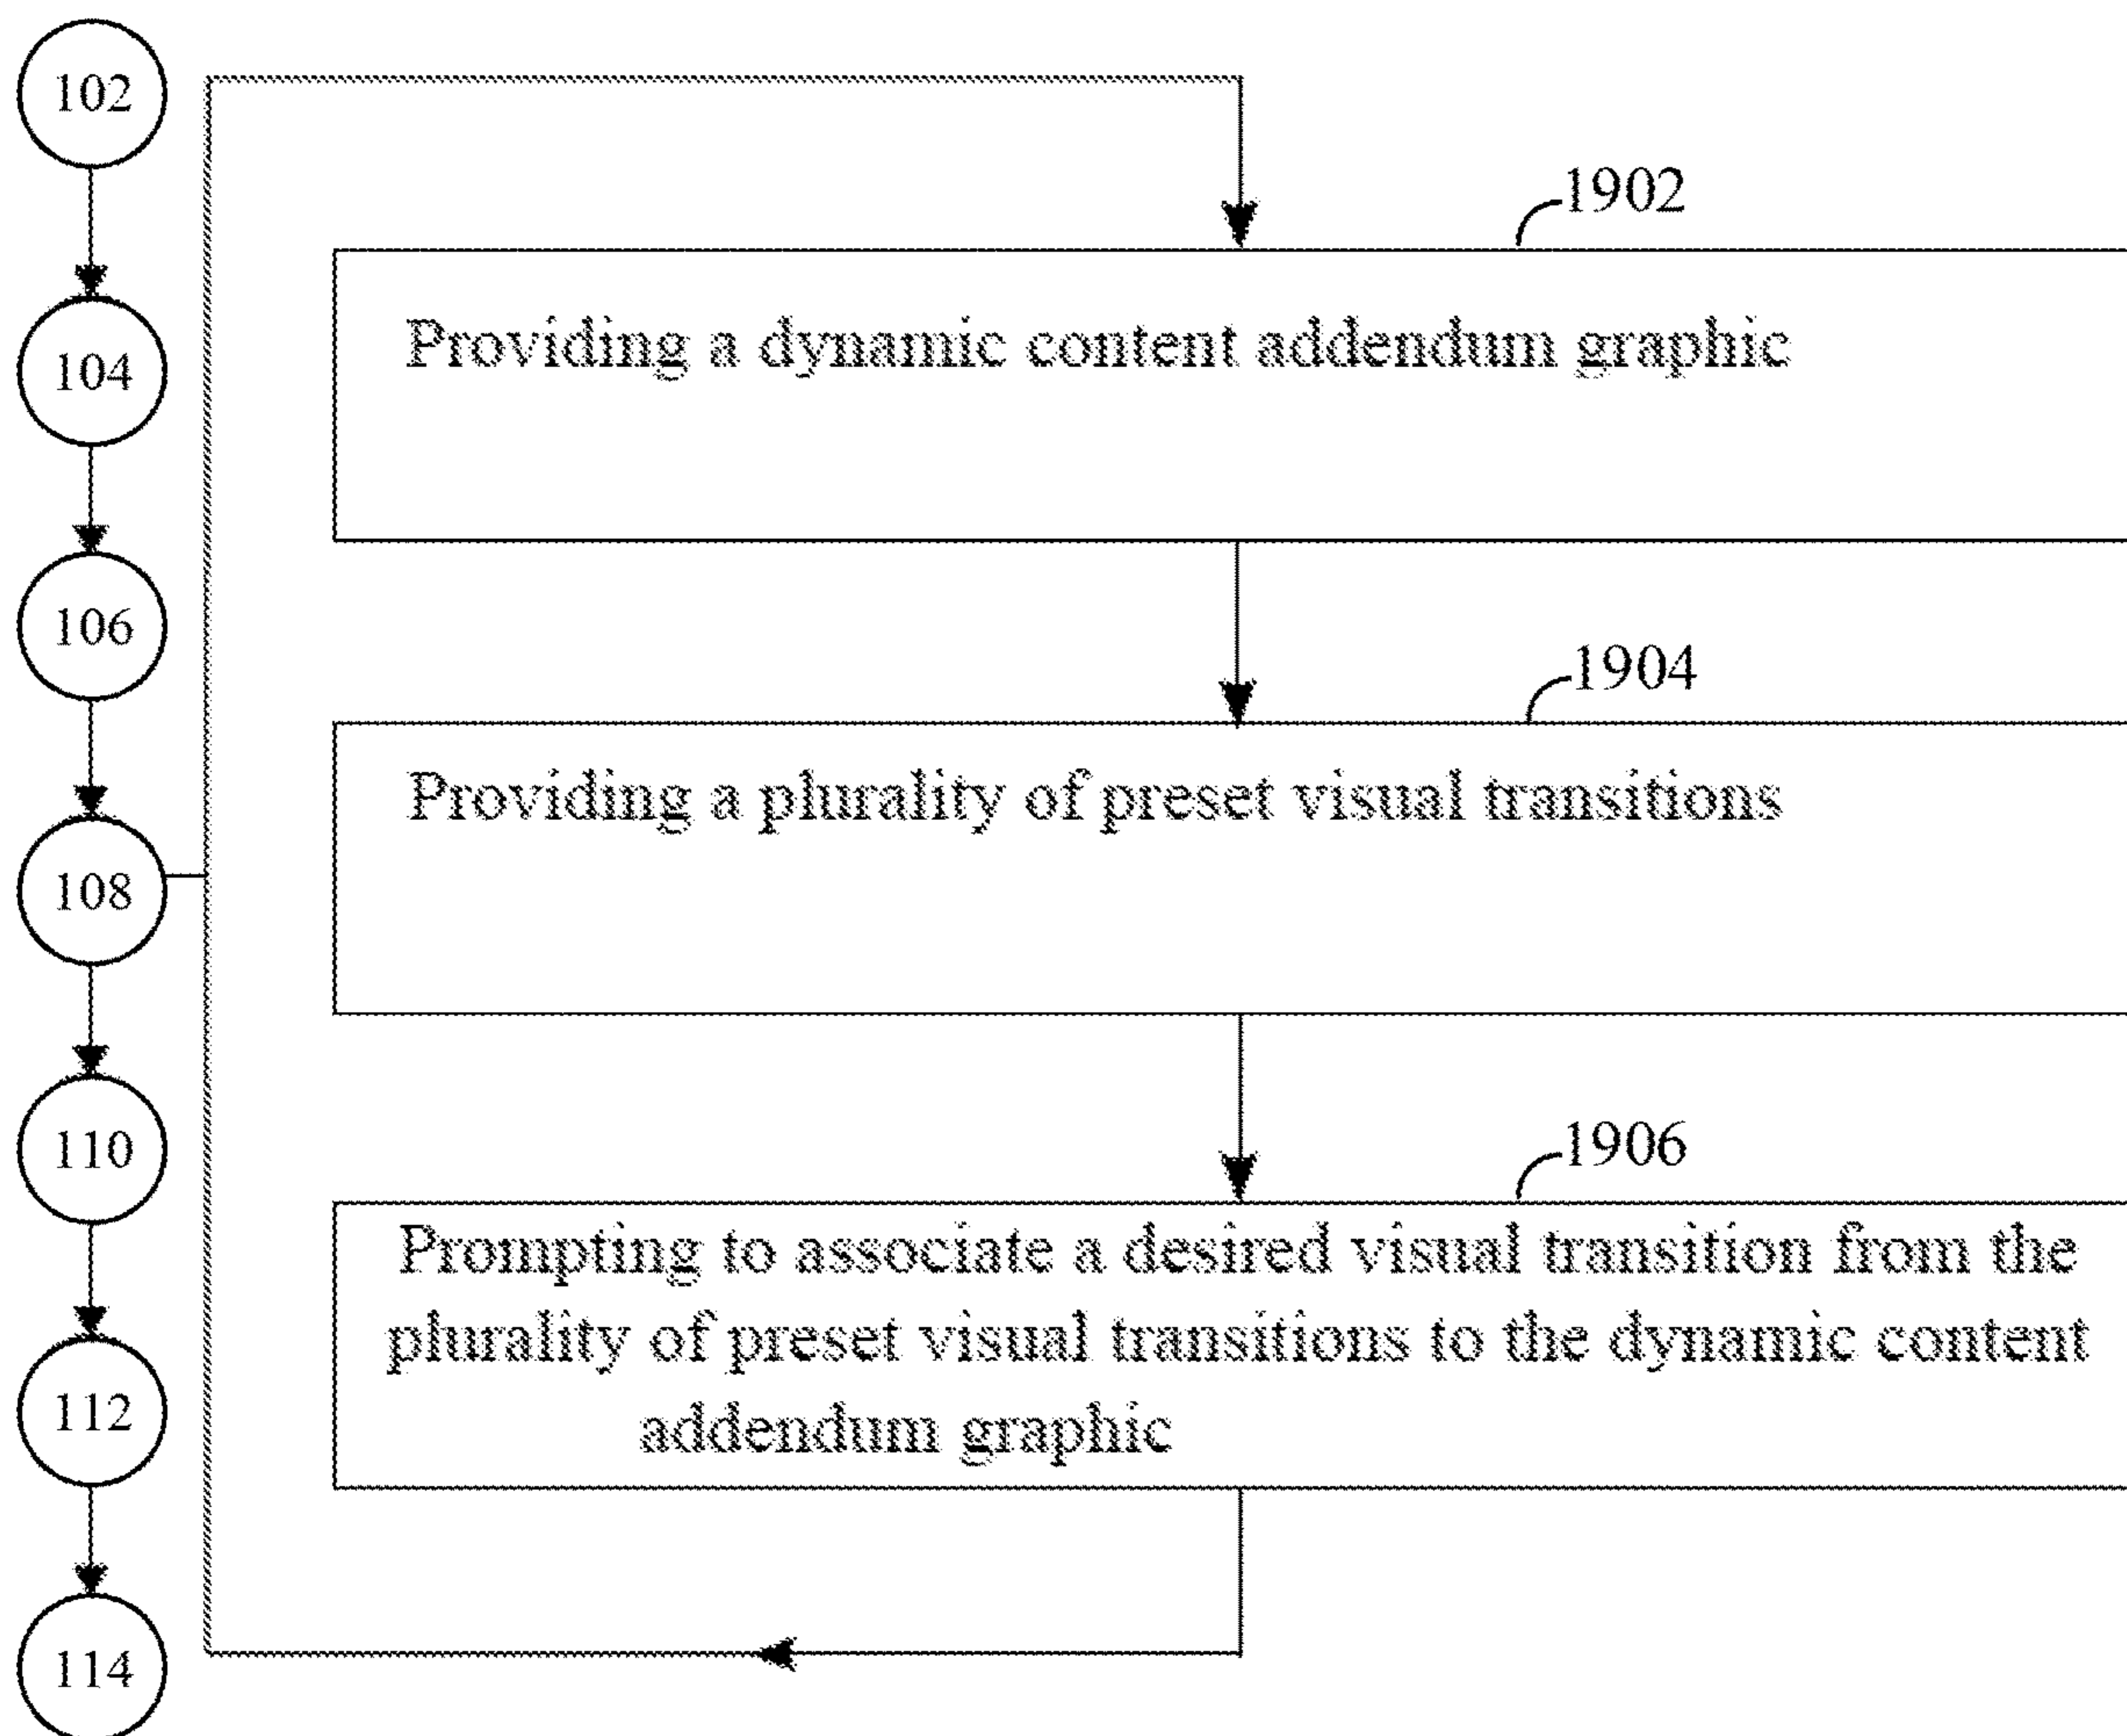 102
104
106
108
110
112
114
1902
Providing a dynamic content addendum graphic
1904
Providing a plurality of preset visual transitions
1906
Prompting to associate a desired visual transition from the
plurality of preset visual transitions to the dynamic content
addendum graphic